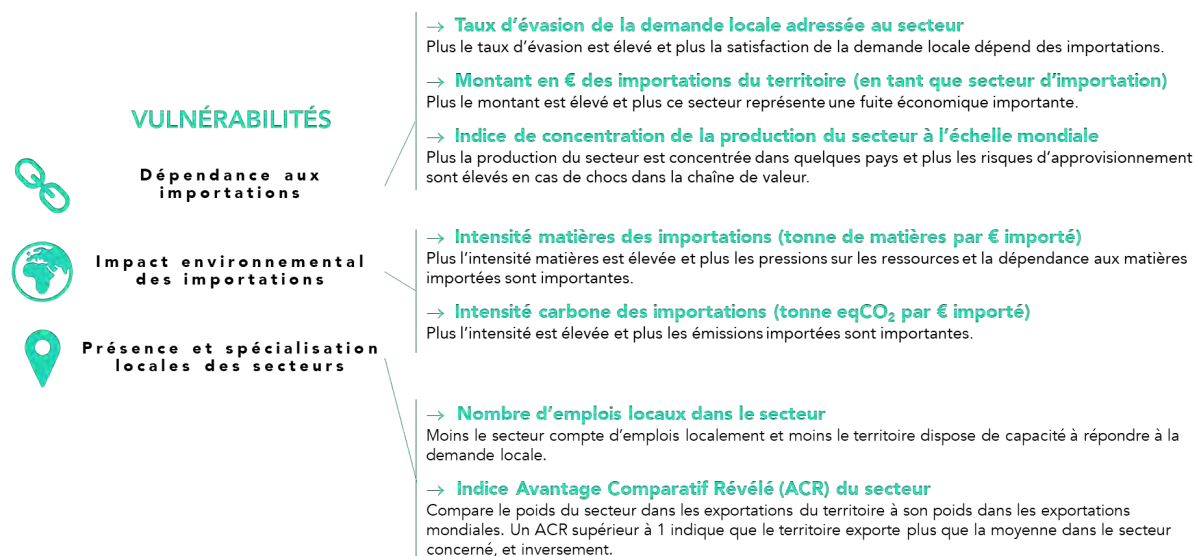 VULNÉRABILITÉS
Dépendance aux
importations
→ Taux d’évasion de la demande locale adressée au secteur
Plus le taux d’évasion est élevé et plus la satisfaction de la demande locale dépend des importations.
→ Montant en € des importations du territoire (en tant que secteur d’importation)
Plus le montant est élevé et plus ce secteur représente une fuite économique importante.
→ Indice de concentration de la production du secteur à l’échelle mondiale
Plus la production du secteur est concentrée dans quelques pays et plus les risques d’approvisionnement
sont élevés en cas de chocs dans la chaîne de valeur.
Impact environnemental
des importations
→ Intensité matières des importations (tonne de matières par € importé)
Plus l’intensité matières est élevée et plus les pressions sur les ressources et la dépendance aux matières
importées sont importantes.
→ Intensité carbone des importations (tonne eqCO₂ par € importé)
Plus l’intensité est élevée et plus les émissions importées sont importantes.
Présence et spécialisation
locales des secteurs
→ Nombre d’emplois locaux dans le secteur
Moins le secteur compte d’emplois localement et moins le territoire dispose de capacité à répondre à la
demande locale.
→ Indice Avantage Comparatif Révélé (ACR) du secteur
Compare le poids du secteur dans les exportations du territoire à son poids dans les exportations
mondiales. Un ACR supérieur à 1 indique que le territoire exporte plus que la moyenne dans le secteur
concerné, et inversement.